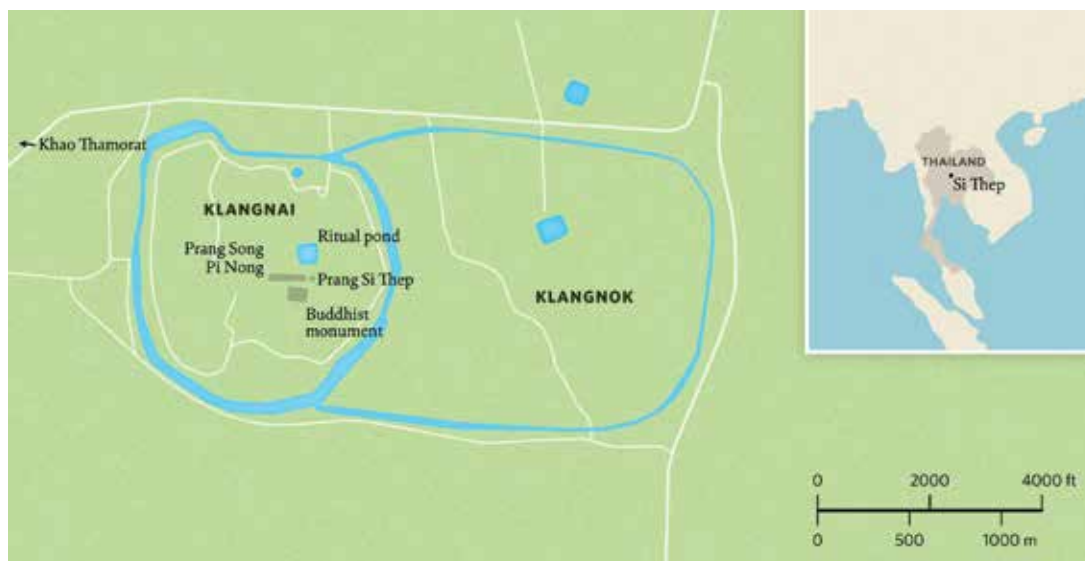 Khao Thamorat
KLANGNAI
Ritual pond
Prang Song
Pi Nong
Prang Si Thep
Buddhist
monument
KLANGNOK
THAILAND
Si Thep
0 2000 4000 ft
0 500 1000 m